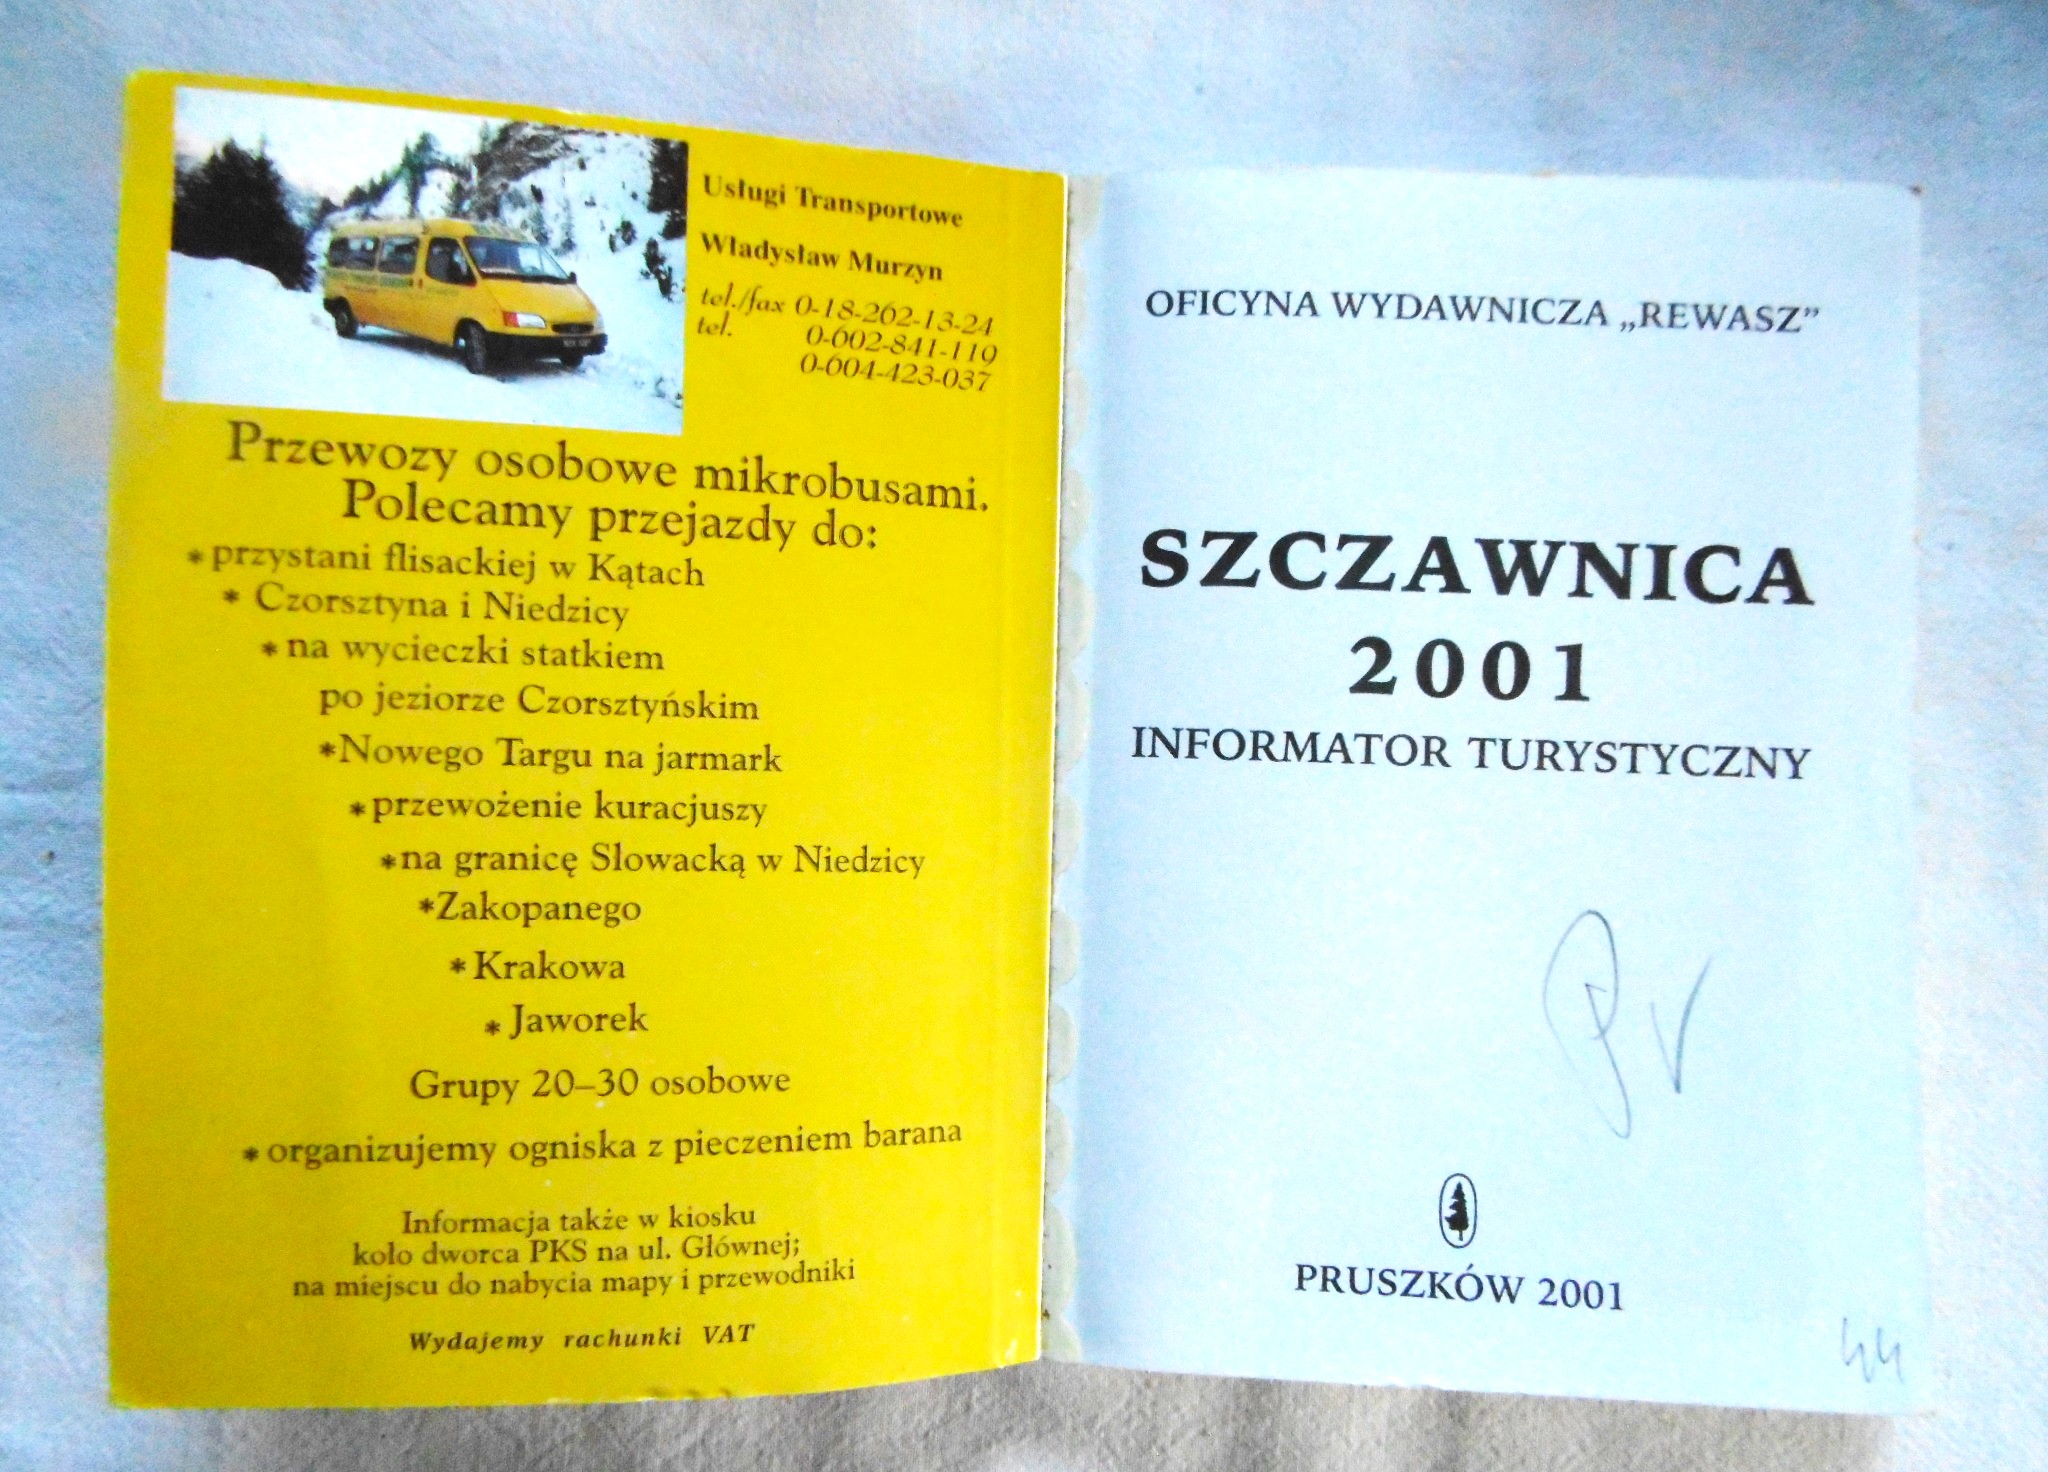 Usługi Transportowe
Władysław Murzyn
tel./fax 0-18-262-13-24
tel. 0-602-841-119
0-604-423-037
Przewozy osobowe mikrobusami.
Polecamy przejazdy do:
* przystani flisackiej w Kątach
* Czorsztyna i Niedzicy
* na wycieczki statkiem
po jeziorze Czorsztyńskim
*Nowego Targu na jarmark
* przewożenie kuracjuszy
*na granicę Słowacką w Niedzicy
*Zakopanego
* Krakowa
* Jaworek
Grupy 20–30 osobowe
* organizujemy ogniska z pieczeniem barana
Informacja także w kiosku
koło dworca PKS na ul. Głównej;
na miejscu do nabycia mapy i przewodniki
Wydajemy rachunki VAT
OFICYNA WYDAWNICZA „REWASZ”
SZCZAWNICA
2001
INFORMATOR TURYSTYCZNY
PRUSZKÓW 2001
44